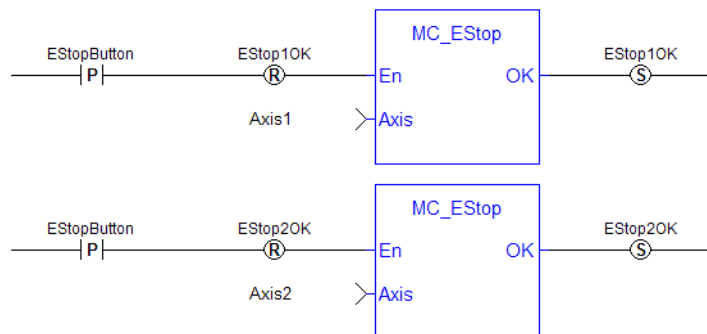 MC_EStop
EStopButton EStop1OK EStop1OK
P R En OK S
Axis1 Axis
MC_EStop
EStopButton EStop2OK EStop2OK
P R En OK S
Axis2 Axis